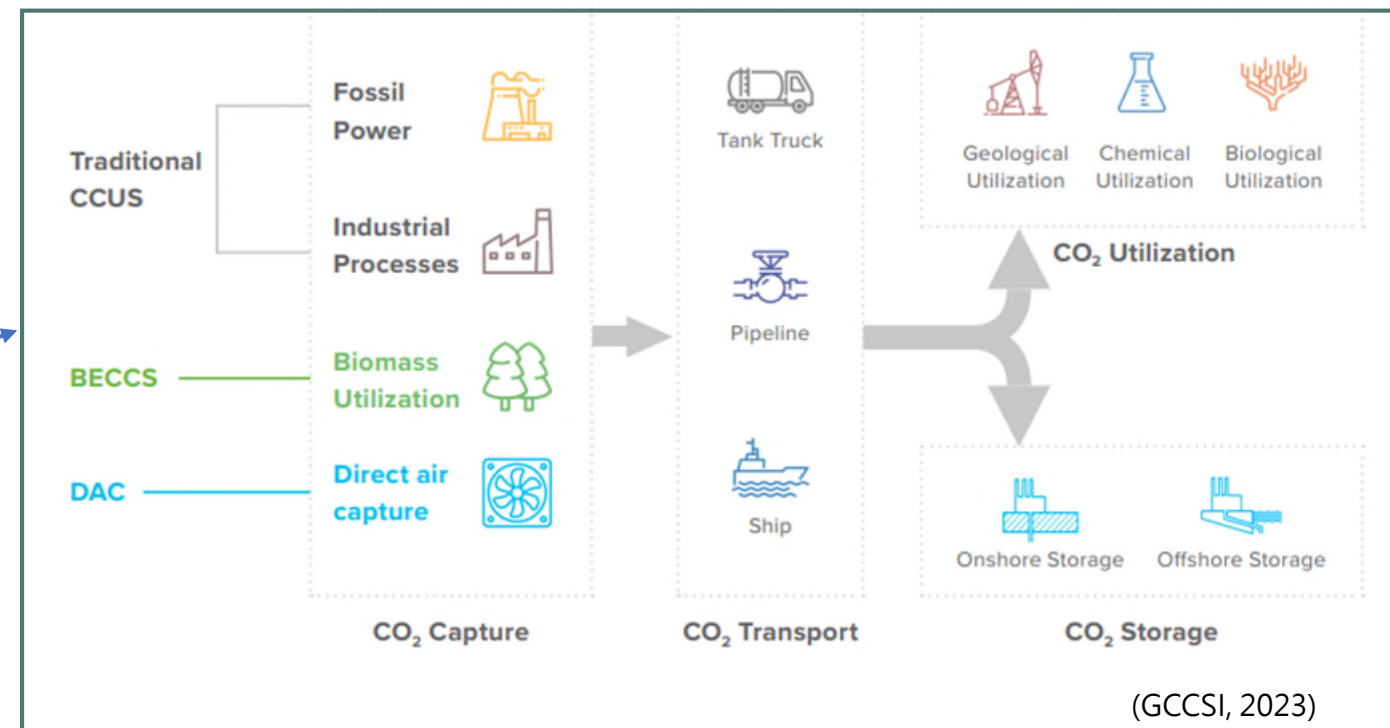 Traditional
CCUS
BECCS
DAC
Fossil
Power
Industrial
Processes
Biomass
Utilization
Direct air
capture
CO₂ Capture
Tank Truck
Pipeline
Ship
CO₂ Transport
Geological
Utilization
Chemical
Utilization
Biological
Utilization
CO₂ Utilization
Onshore Storage
Offshore Storage
CO₂ Storage
(GCCSI, 2023)